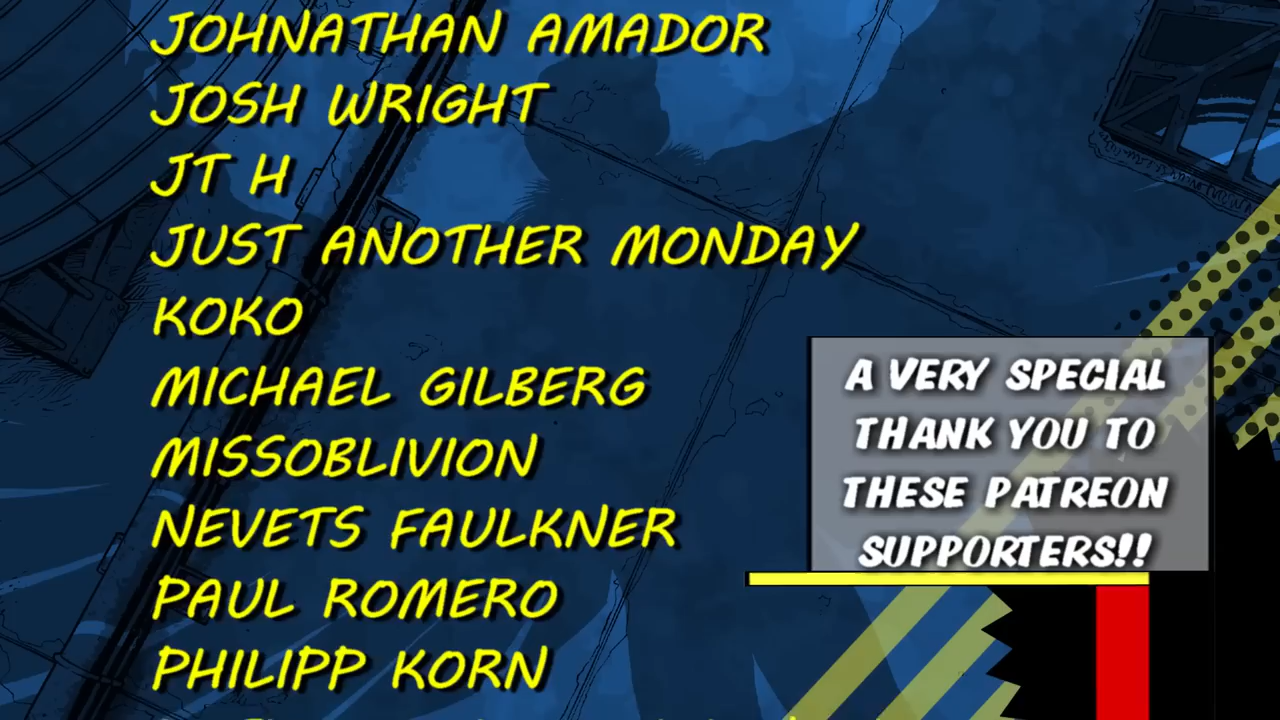 JOHNATHAN AMADOR
JOSH WRIGHT
JT H
JUST ANOTHER MONDAY
KOKO
MICHAEL GILBERG
MISSOBLIVION
NEVETS FAULKNER
PAUL ROMERO
PHILIPP KORN
A VERY SPECIAL
THANK YOU TO
THESE PATREON
SUPPORTERS!!